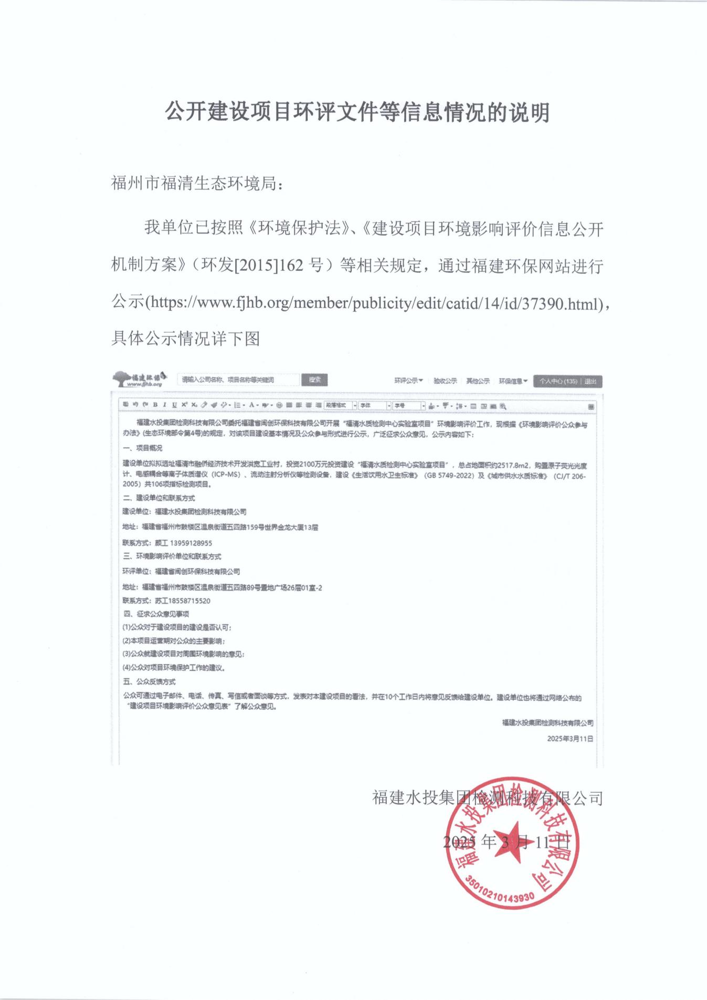 公开建设项目环评文件等信息情况的说明
福州市福清生态环境局：
我单位已按照《环境保护法》、《建设项目环境影响评价信息公开
机制方案》（环发[2015]162 号）等相关规定，通过福建环保网站进行
公示(https://www.fjhb.org/member/publicity/edit/catid/14/id/37390.html)，
具体公示情况详下图
福建环保
www.fjhb.org
请输入公司名称、项目名称等关键词 搜索 环评公示 验收公示 其他公示 环保信息 个人中心 (135) | 退出
段落格式 字体 字号
福建水投集团检测科技有限公司委托福建省闽创环保科技有限公司开展“福清水质检测中心实验室项目”环境影响评价工作，现根据《环境影响评价公众参与
办法》(生态环境部令第4号)的规定，对该项目建设基本情况及公众参与形式进行公示，广泛征求公众意见，公示内容如下：
一、项目概况
建设单位拟拟选址福清市融侨经济技术开发洪宽工业村，投资2100万元投资建设“福清水质检测中心实验室项目”，总占地面积约2517.8m2，购置原子荧光光度
计、电感耦合等离子体质谱仪（ICP-MS）、流动注射分析仪等检测设备，建设《生活饮用水卫生标准》（GB 5749-2022）及《城市供水水质标准》（CJ/T 206-
2005）共106项指标检测项目。
二、建设单位和联系方式
建设单位：福建水投集团检测科技有限公司
地址：福建省福州市鼓楼区温泉街道五四路159号世界金龙大厦13层
联系方式：颜工 13959128955
三、环境影响评价单位和联系方式
环评单位：福建省闽创环保科技有限公司
地址：福建省福州市鼓楼区温泉街道五四路89号置地广场26层01室-2
联系方式：苏工18558715520
四、征求公众意见事项
(1)公众对于建设项目的建设是否认可；
(2)本项目运营期对公众的主要影响；
(3)公众就建设项目对周围环境影响的意见；
(4)公众对项目环境保护工作的建议。
五、公众反馈方式
公众可通过电子邮件、电话、传真、写信或者面谈等方式，发表对本建设项目的看法，并在10个工作日内将意见反馈给建设单位。建设单位也将通过网络公布的
“建设项目环境影响评价公众意见表”了解公众意见。
福建水投集团检测科技有限公司
2025年3月11日
福建水投集团检测科技有限公司
2025 年 3 月 11 日
福建水投集团检测科技有限公司
35010210143930